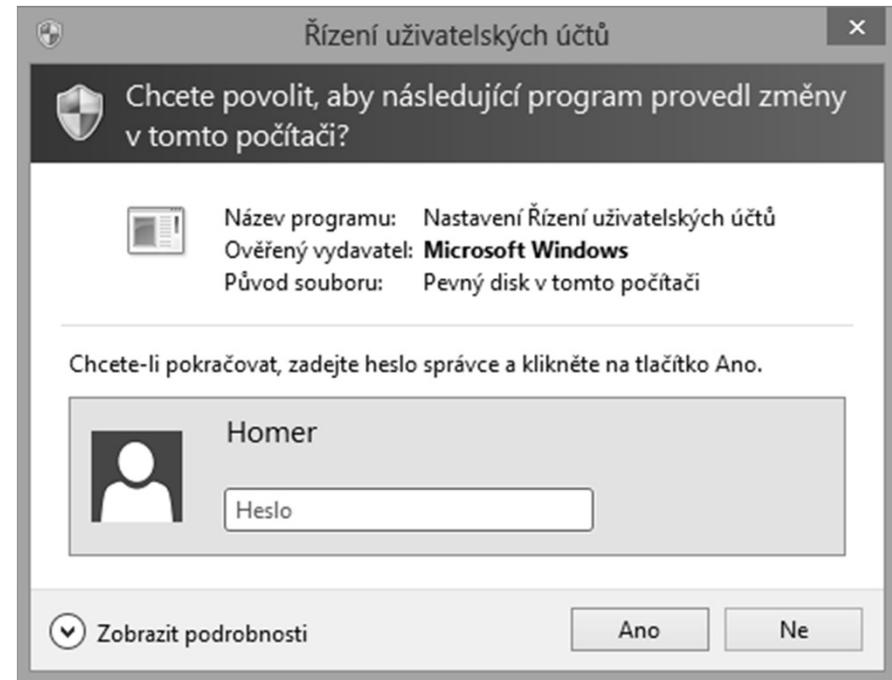 Řízení uživatelských účtů
Chcete povolit, aby následující program provedl změny
v tomto počítači?
Název programu: Nastavení Řízení uživatelských účtů
Ověřený vydavatel: Microsoft Windows
Původ souboru: Pevný disk v tomto počítači
Chcete-li pokračovat, zadejte heslo správce a klikněte na tlačítko Ano.
Homer
Heslo
Zobrazit podrobnosti Ano Ne